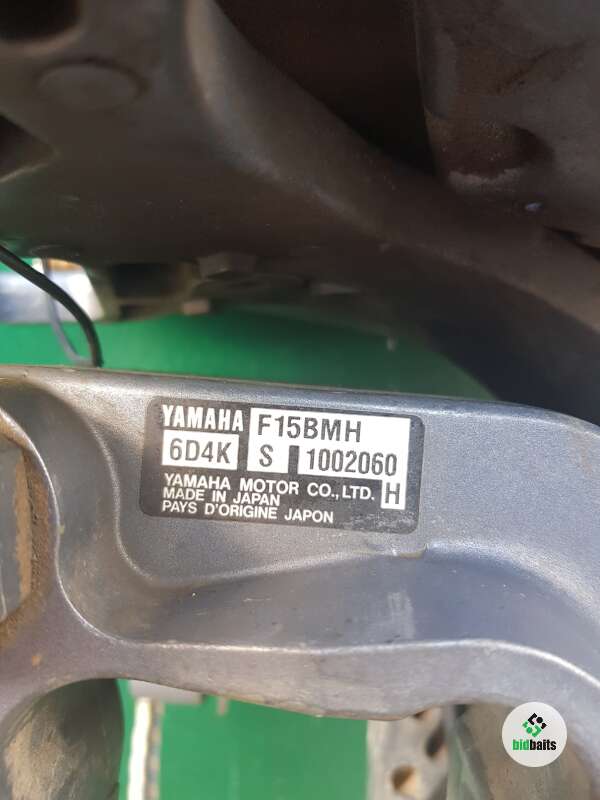 YAMAHA F15BMH
6D4K S 1002060
YAMAHA MOTOR CO.,LTD. H
MADE IN JAPAN
PAYS D'ORIGINE JAPON
bidbaits